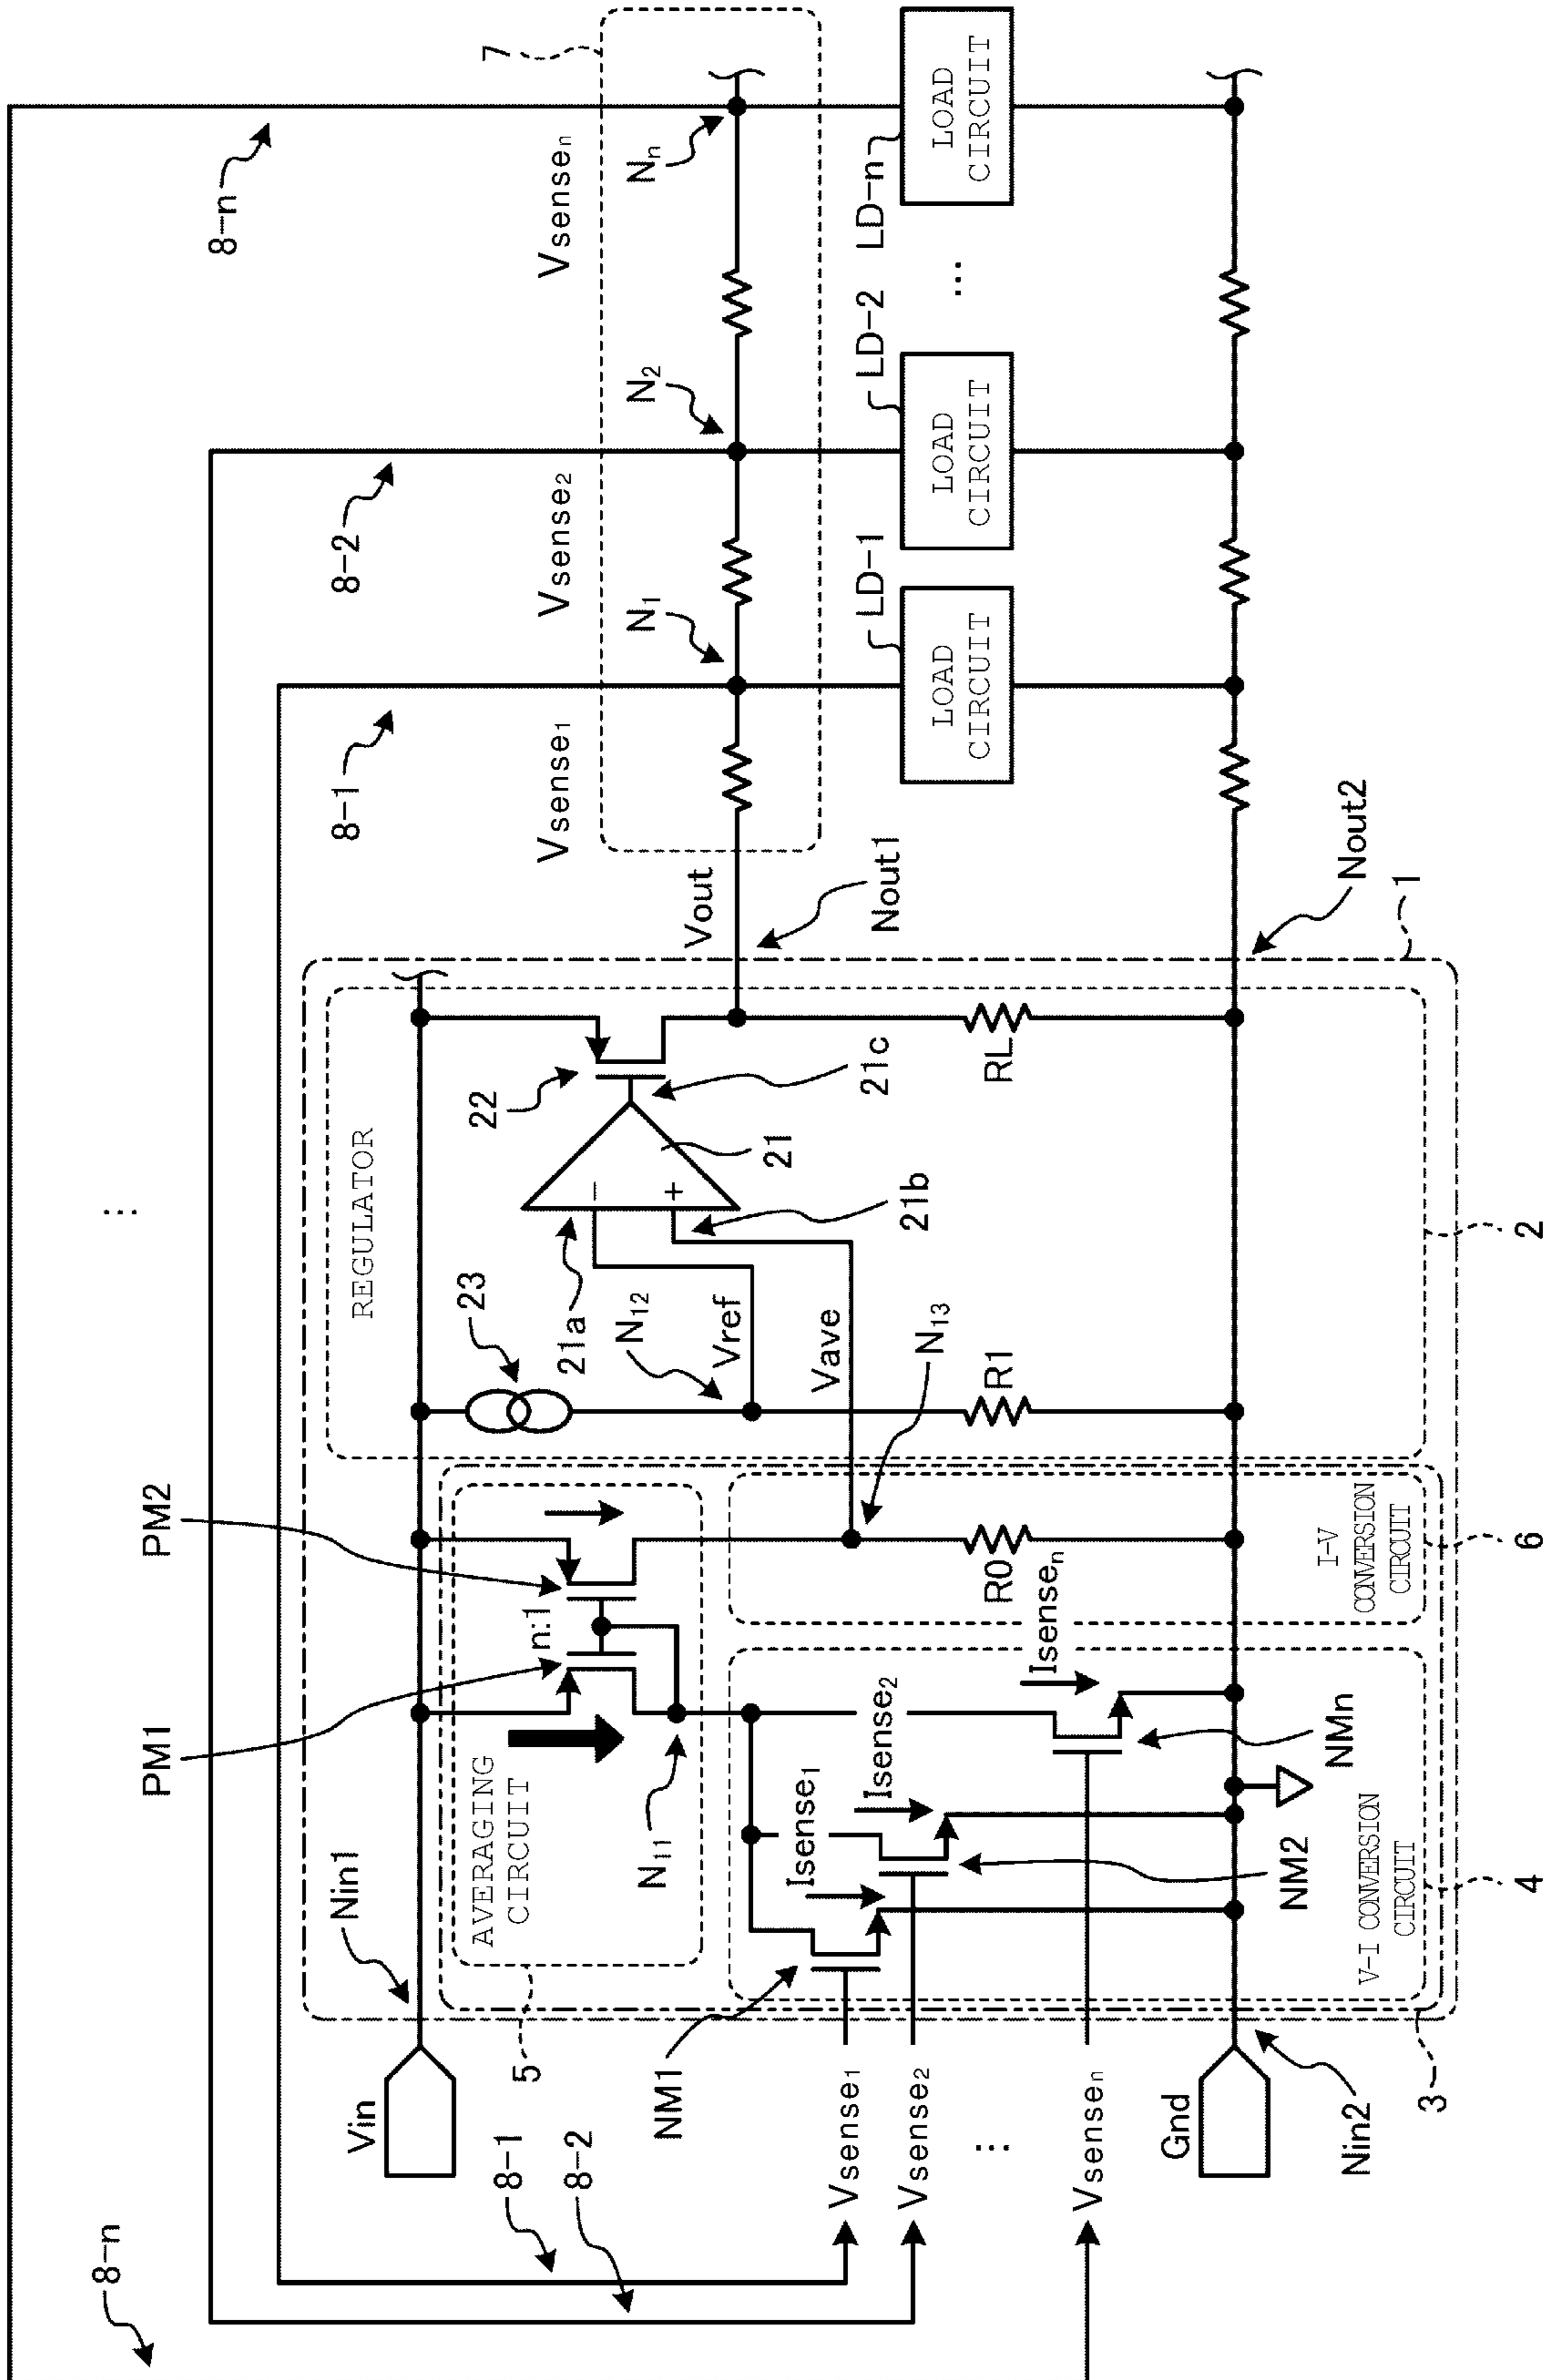 8-n
8-n
8-2
8-1
Vsense1
Vsense2
Vsensen
7
N1
N2
Nn
LD-1
LD-2
LD-n
LOAD
CIRCUIT
LOAD
CIRCUIT
...
LOAD
CIRCUIT
...
8-1
8-2
Vin
Nin1
PM1
PM2
AVERAGING
CIRCUIT
n:1
N11
5
REGULATOR
23
22
21a
21
21b
21c
N12
Vref
Vave
N13
Vout
Nout1
Nout2
NM1
Vsense1
Vsense2
...
Vsensen
Isense1
Isense2
Isensen
NM2
NMn
R0
R1
RL
V-I CONVERSION
CIRCUIT
I-V
CONVERSION
CIRCUIT
Gnd
Nin2
3
4
6
2
1